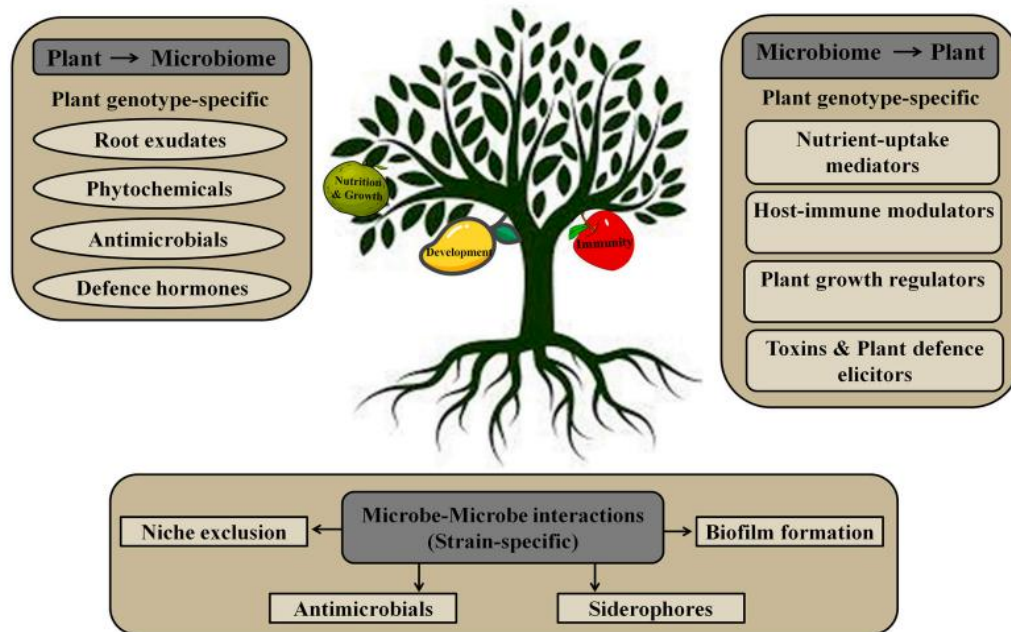 Plant → Microbiome
Plant genotype-specific
Root exudates
Phytochemicals
Antimicrobials
Defence hormones
Nutrition
& Growth
Development
Immunity
Microbiome → Plant
Plant genotype-specific
Nutrient-uptake
mediators
Host-immune modulators
Plant growth regulators
Toxins & Plant defence
elicitors
Microbe-Microbe interactions
(Strain-specific)
Niche exclusion
Biofilm formation
Antimicrobials
Siderophores